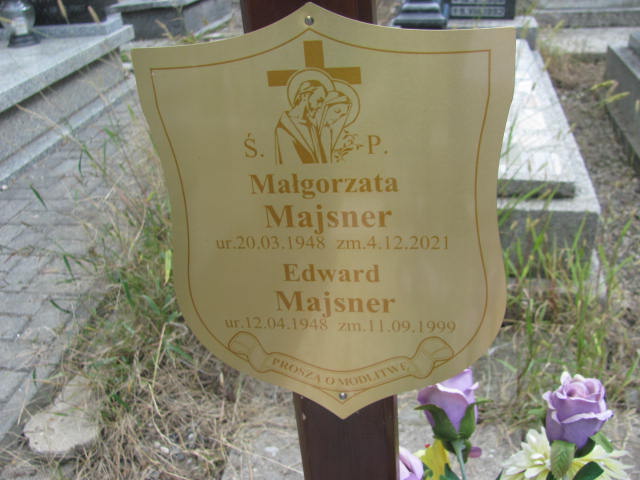 Ś. P.
Małgorzata
Majsner
ur.20.03.1948 zm.4.12.2021
Edward
Majsner
ur.12.04.1948 zm.11.09.1999
PROSZĄ O MODLITWĘ